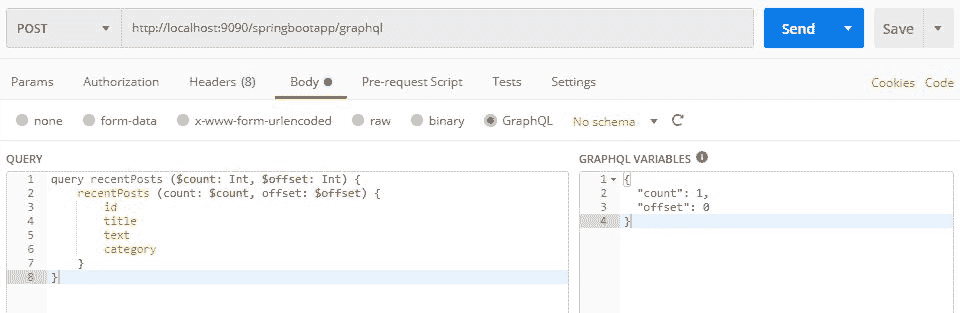 POST http://localhost:9090/springbootapp/graphql Send Save
Params Authorization Headers (8) Body Pre-request Script Tests Settings Cookies Code
none form-data x-www-form-urlencoded raw binary GraphQL No schema
QUERY
1 query recentPosts ($count: Int, $offset: Int) {
2 recentPosts (count: $count, offset: $offset) {
3 id
4 title
5 text
6 category
7 }
8 }
GRAPHQL VARIABLES
1 {
2 "count": 1,
3 "offset": 0
4 }